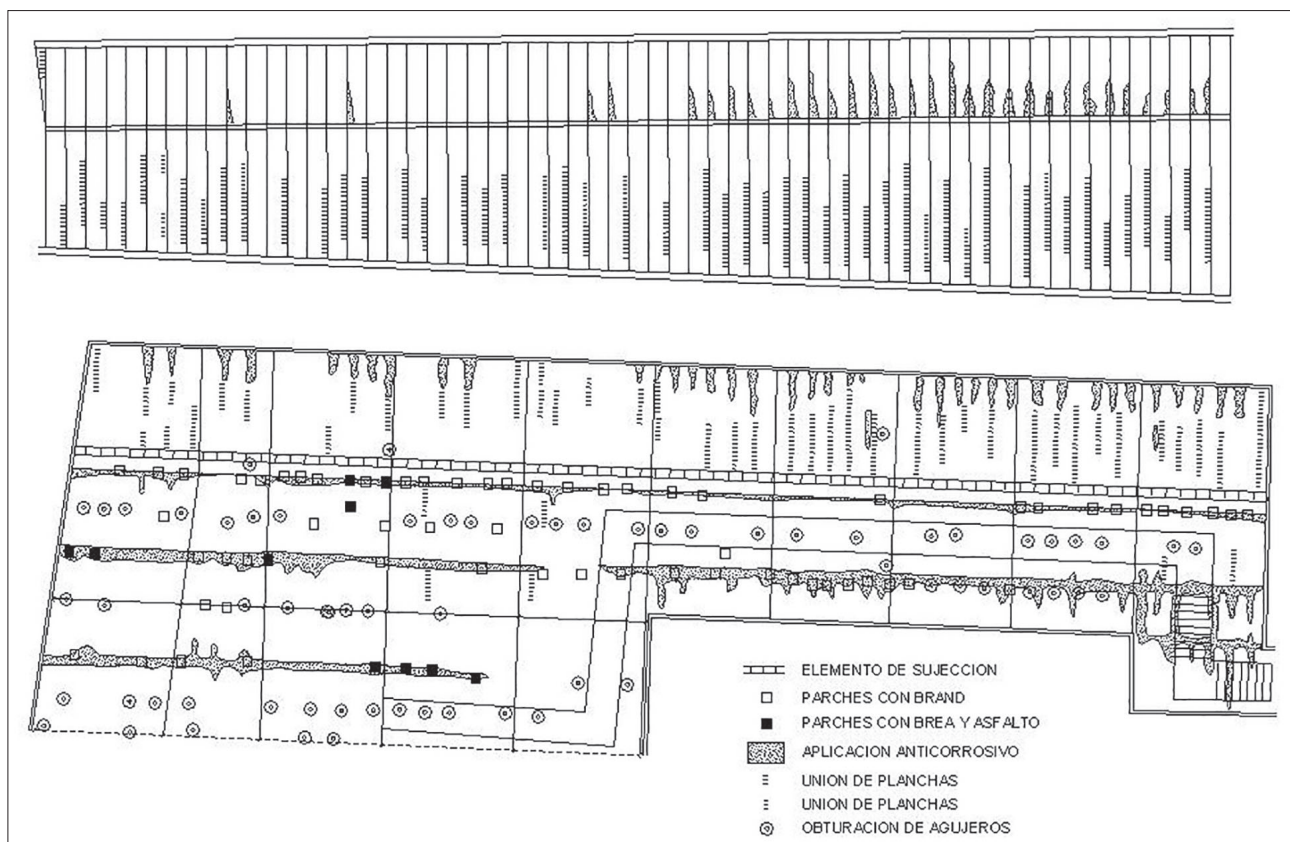 ELEMENTO DE SUJECCION
PARCHES CON BRAND
PARCHES CON BREA Y ASFALTO
APLICACION ANTICORROSIVO
UNION DE PLANCHAS
UNION DE PLANCHAS
OBTURACION DE AGUJEROS